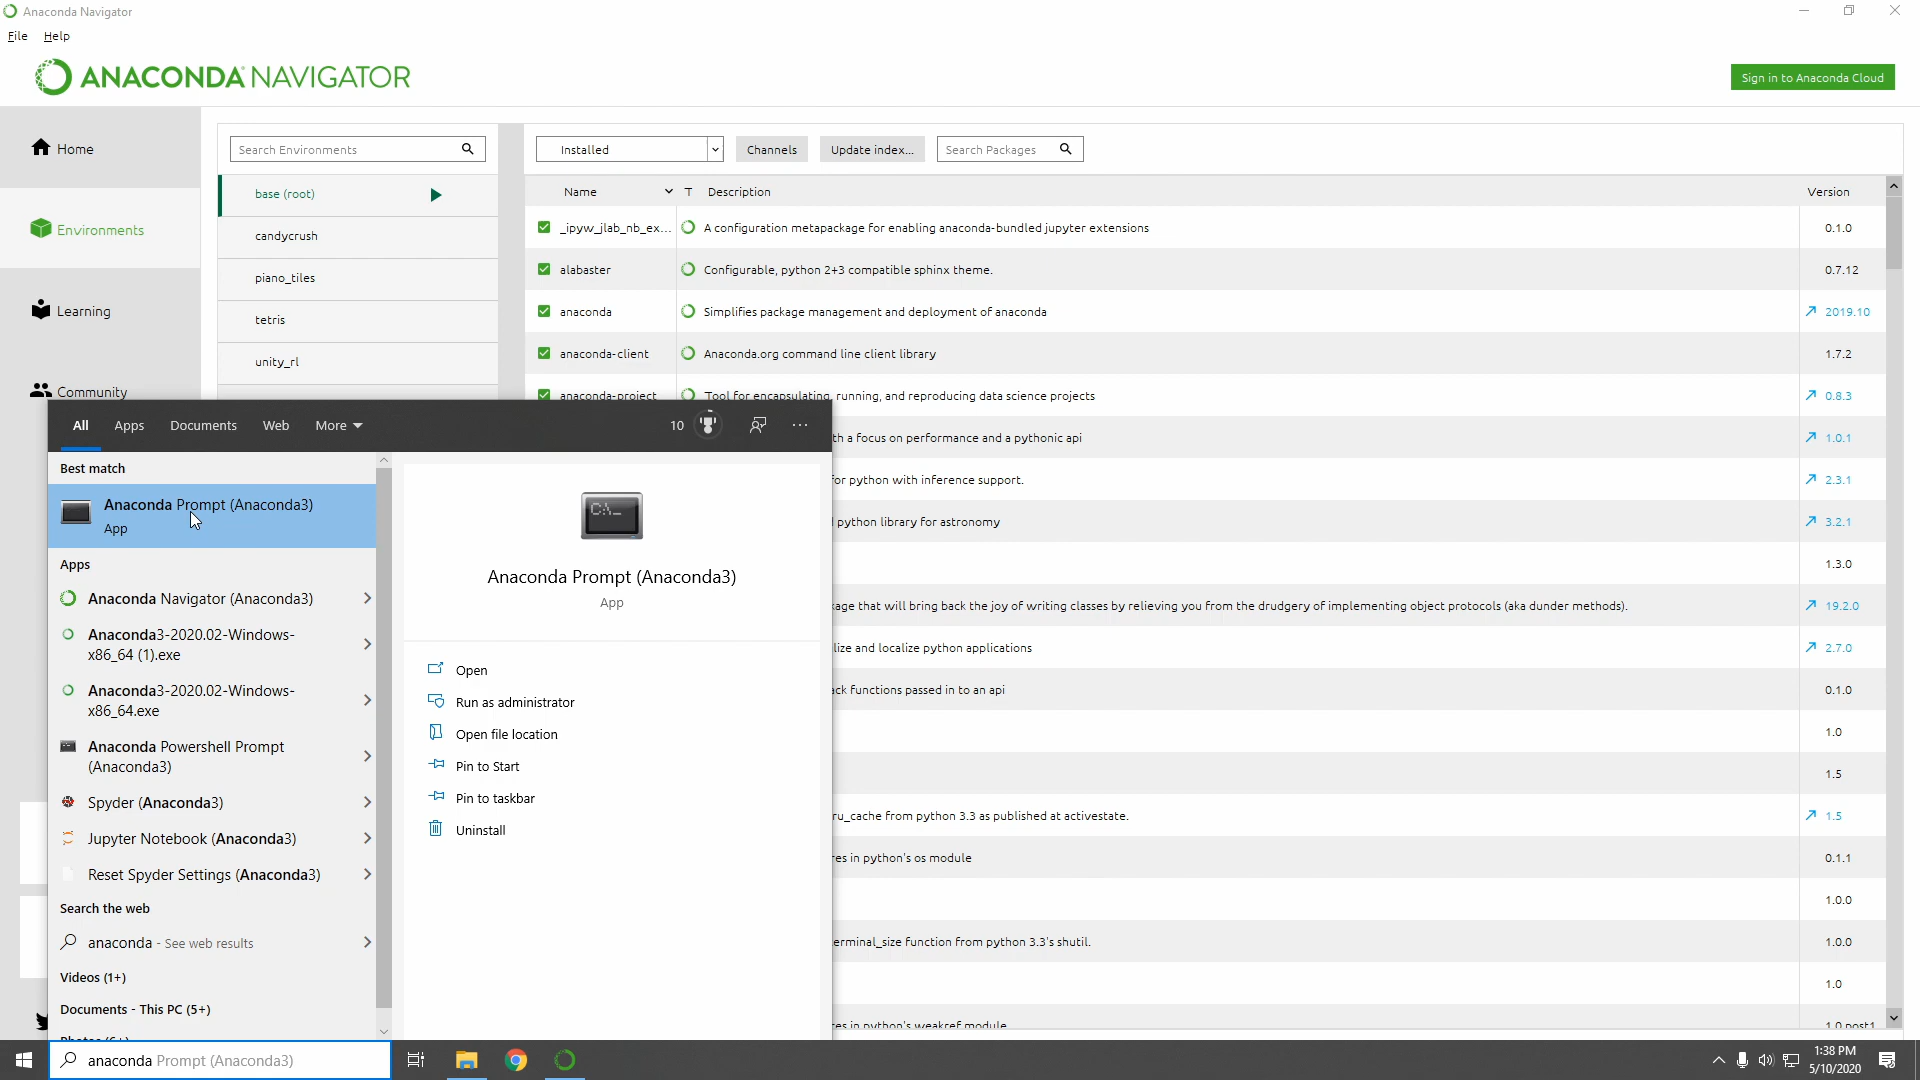 Anaconda Navigator
File Help
ANACONDA NAVIGATOR
Sign in to Anaconda Cloud
Home
Environments
Learning
Community
Search Environments
base (root)
candycrush
piano_tiles
tetris
unity_rl
Installed
Channels
Update index...
Search Packages
Name T Description Version
_ipyw_jlab_nb_ex... A configuration metapackage for enabling anaconda-bundled jupyter extensions 0.1.0
alabaster Configurable, python 2+3 compatible sphinx theme. 0.7.12
anaconda Simplifies package management and deployment of anaconda 2019.10
anaconda-client Anaconda.org command line client library 1.7.2
anaconda-project Tool for encapsulating, running, and reproducing data science projects 0.8.3
th a focus on performance and a pythonic api 1.0.1
for python with inference support. 2.3.1
python library for astronomy 3.2.1
1.3.0
kage that will bring back the joy of writing classes by relieving you from the drudgery of implementing object protocols (aka dunder methods). 19.2.0
lize and localize python applications 2.7.0
ack functions passed in to an api 0.1.0
1.0
1.5
ru_cache from python 3.3 as published at activestate. 1.5
res in python's os module 0.1.1
1.0.0
erminal_size function from python 3.3's shutil. 1.0.0
1.0
res in python's weakref module 1.0.post1
All Apps Documents Web More 10 ...
Best match
Anaconda Prompt (Anaconda3)
App
Apps
Anaconda Navigator (Anaconda3)
Anaconda3-2020.02-Windows-
x86_64 (1).exe
Anaconda3-2020.02-Windows-
x86_64.exe
Anaconda Powershell Prompt
(Anaconda3)
Spyder (Anaconda3)
Jupyter Notebook (Anaconda3)
Reset Spyder Settings (Anaconda3)
Search the web
anaconda - See web results
Videos (1+)
Documents - This PC (5+)
C:\_
Anaconda Prompt (Anaconda3)
App
Open
Run as administrator
Open file location
Pin to Start
Pin to taskbar
Uninstall
anaconda Prompt (Anaconda3)
1:38 PM
5/10/2020